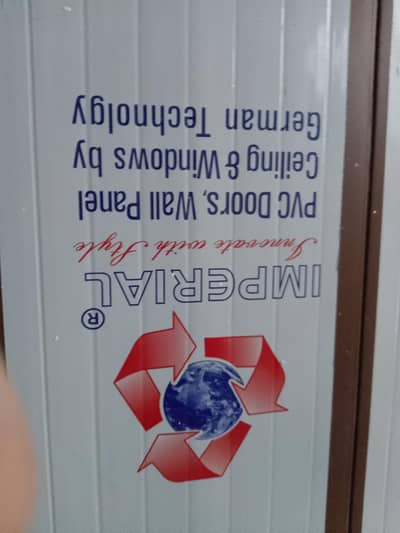 IMPERIAL ®
Innovate with Style
PVC Doors, Wall Panel
Ceiling & Windows by
German Technolgy